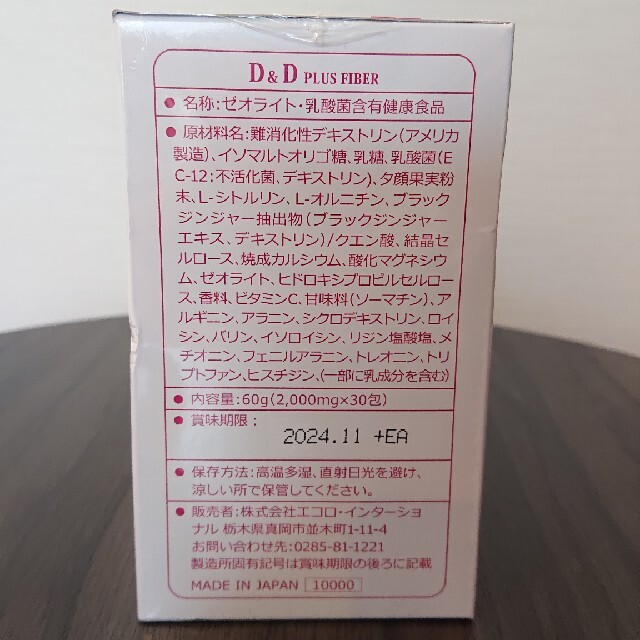 D & D PLUS FIBER
● 名称:ゼオライト・乳酸菌含有健康食品
● 原材料名:難消化性デキストリン(アメリカ
製造)、イソマルトオリゴ糖、乳糖、乳酸菌(E
C-12:不活化菌、デキストリン)、夕顔果実粉
末、L-シトルリン、L-オルニチン、ブラック
ジンジャー抽出物(ブラックジンジャー
エキス、デキストリン)/クエン酸、結晶セ
ルロース、焼成カルシウム、酸化マグネシウ
ム、ゼオライト、ヒドロキシプロピルセルロー
ス、香料、ビタミンC、甘味料(ソーマチン)、ア
ルギニン、アラニン、シクロデキストリン、ロイ
シン、バリン、イソロイシン、リジン塩酸塩、メ
チオニン、フェニルアラニン、トレオニン、トリ
プトファン、ヒスチジン、(一部に乳成分を含む)
● 内容量:60g(2,000mg×30包)
● 賞味期限:
2024.11 +EA
● 保存方法:高温多湿、直射日光を避け、
涼しい所で保管してください。
● 販売者:株式会社エコロ・インターショ
ナル 栃木県真岡市並木町1-11-4
お問い合わせ先:0285-81-1221
製造所固有記号は賞味期限の後ろに記載
MADE IN JAPAN 10000